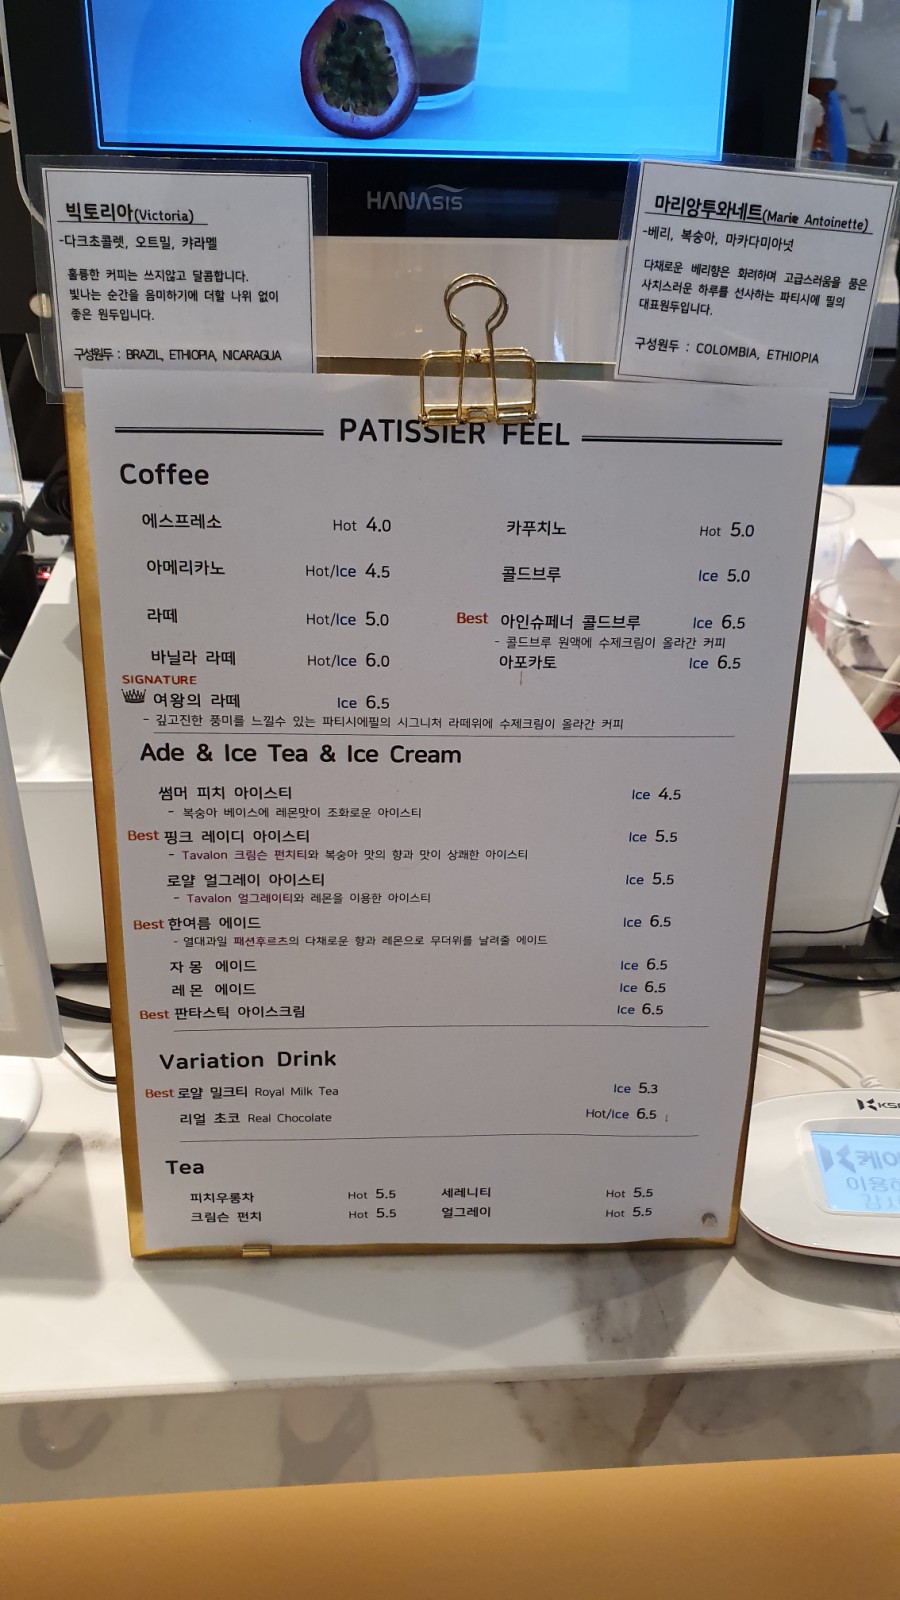 HANASIS
빅토리아(Victoria)
-다크초콜렛, 오트밀, 캬라멜
훌륭한 커피는 쓰지않고 달콤합니다.
빛나는 순간을 음미하기에 더할 나위 없이
좋은 원두입니다.
구성원두 : BRAZIL, ETHIOPIA, NICARAGUA
마리앙투와네트(Marie Antoinette)
-베리, 복숭아, 마카다미아넛
다채로운 베리향은 화려하며 고급스러움을 품은
사치스러운 하루를 선사하는 파티시에 필의
대표원두입니다.
구성원두 : COLOMBIA, ETHIOPIA
PATISSIER FEEL
Coffee
에스프레소 Hot 4.0
아메리카노 Hot/Ice 4.5
라떼 Hot/Ice 5.0
바닐라 라떼 Hot/Ice 6.0
SIGNATURE
여왕의 라떼 Ice 6.5
- 깊고진한 풍미를 느낄수 있는 파티시에필의 시그니처 라떼위에 수제크림이 올라간 커피
카푸치노 Hot 5.0
콜드브루 Ice 5.0
Best 아인슈페너 콜드브루 Ice 6.5
- 콜드브루 원액에 수제크림이 올라간 커피
아포카토 Ice 6.5
Ade & Ice Tea & Ice Cream
썸머 피치 아이스티 Ice 4.5
- 복숭아 베이스에 레몬맛이 조화로운 아이스티
Best 핑크 레이디 아이스티 Ice 5.5
- Tavalon 크림슨 펀치티와 복숭아 맛의 향과 맛이 상쾌한 아이스티
로얄 얼그레이 아이스티 Ice 5.5
- Tavalon 얼그레이티와 레몬을 이용한 아이스티
Best 한여름 에이드 Ice 6.5
- 열대과일 패션후르츠의 다채로운 향과 레몬으로 무더위를 날려줄 에이드
자몽 에이드 Ice 6.5
레몬 에이드 Ice 6.5
Best 판타스틱 아이스크림 Ice 6.5
Variation Drink
Best 로얄 밀크티 Royal Milk Tea Ice 5.3
리얼 초코 Real Chocolate Hot/Ice 6.5
Tea
피치우롱차 Hot 5.5 세레니티 Hot 5.5
크림슨 펀치 Hot 5.5 얼그레이 Hot 5.5